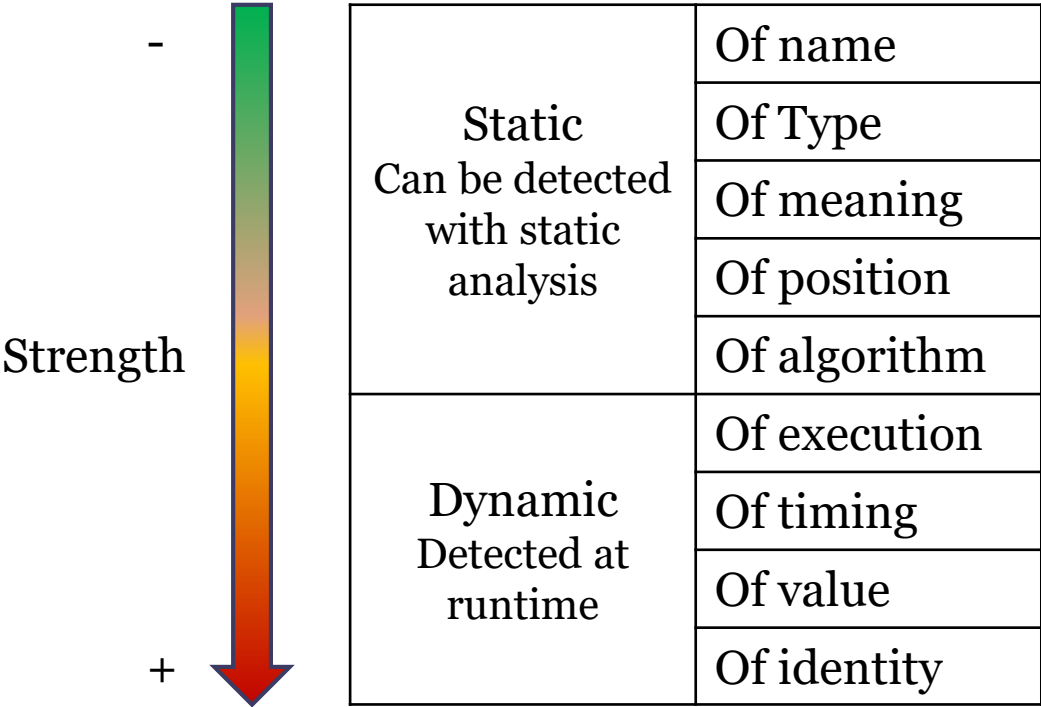 -
Strength
+
Static
Can be detected
with static
analysis
Of name
Of Type
Of meaning
Of position
Of algorithm
Dynamic
Detected at
runtime
Of execution
Of timing
Of value
Of identity